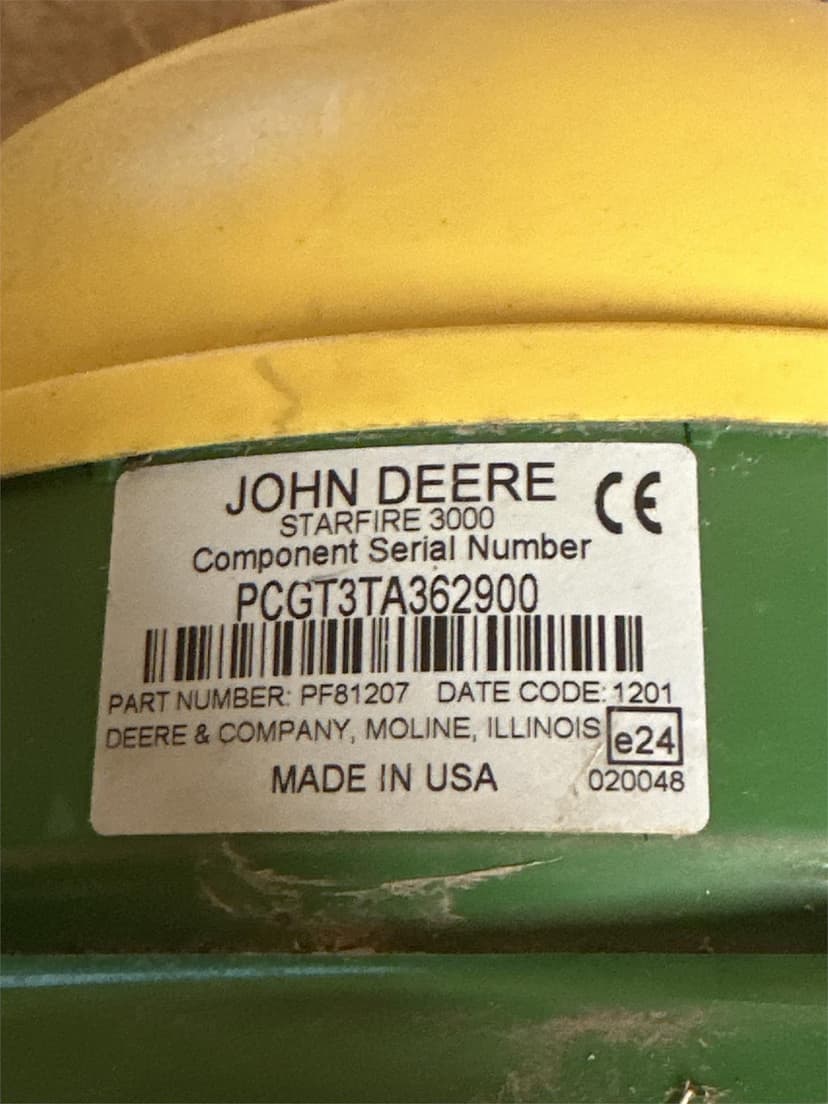 JOHN DEERE
CE
STARFIRE 3000
Component Serial Number
PCGT3TA362900
PART NUMBER: PF81207 DATE CODE: 1201
DEERE & COMPANY, MOLINE, ILLINOIS
e24
MADE IN USA
020048